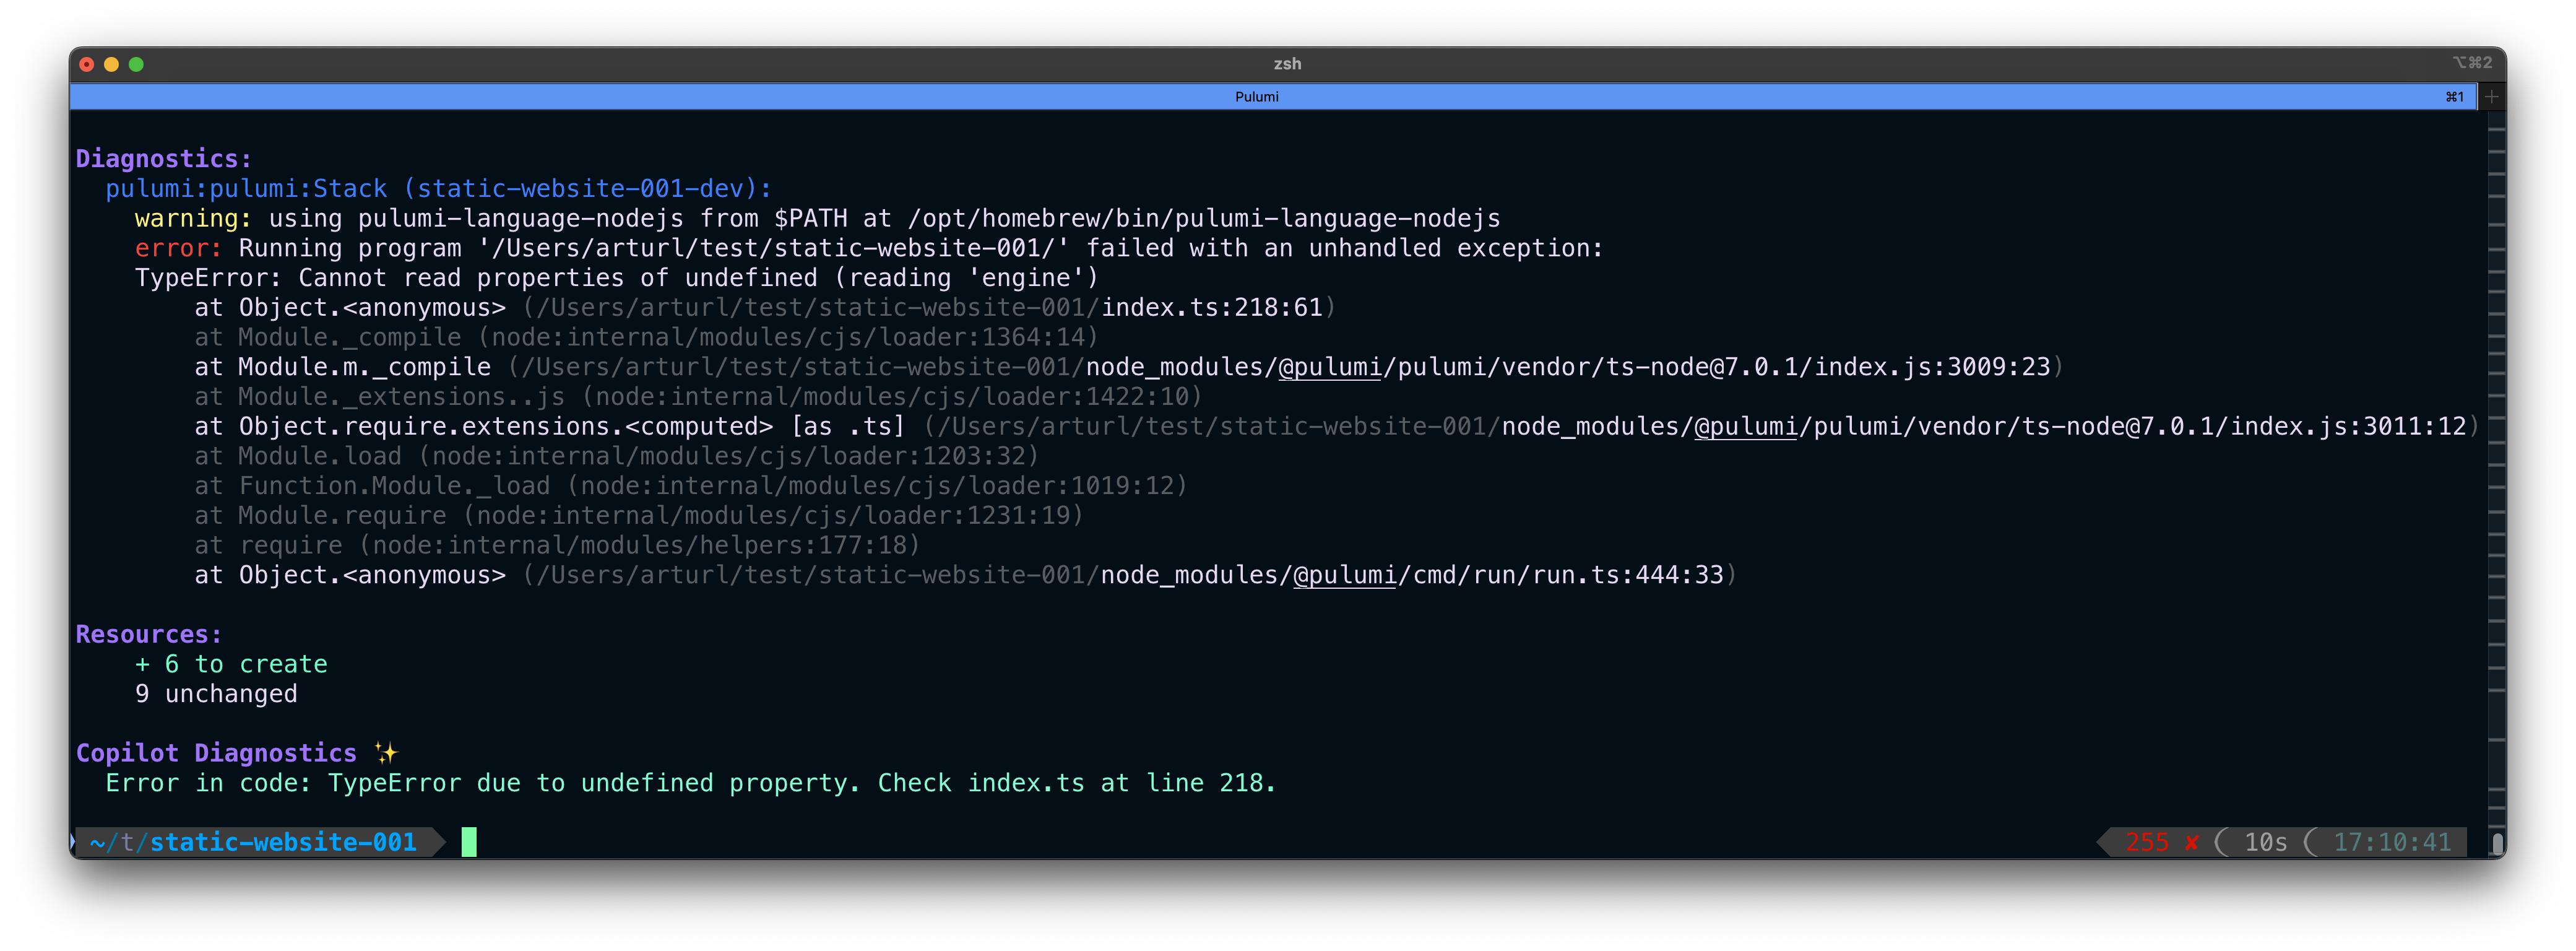 zsh
⌥⌘2
Pulumi
⌘1
Diagnostics:
pulumi:pulumi:Stack (static-website-001-dev):
warning: using pulumi-language-nodejs from $PATH at /opt/homebrew/bin/pulumi-language-nodejs
error: Running program '/Users/arturl/test/static-website-001/' failed with an unhandled exception:
TypeError: Cannot read properties of undefined (reading 'engine')
at Object.<anonymous> (/Users/arturl/test/static-website-001/index.ts:218:61)
at Module._compile (node:internal/modules/cjs/loader:1364:14)
at Module.m._compile (/Users/arturl/test/static-website-001/node_modules/@pulumi/pulumi/vendor/ts-node@7.0.1/index.js:3009:23)
at Module._extensions..js (node:internal/modules/cjs/loader:1422:10)
at Object.require.extensions.<computed> [as .ts] (/Users/arturl/test/static-website-001/node_modules/@pulumi/pulumi/vendor/ts-node@7.0.1/index.js:3011:12)
at Module.load (node:internal/modules/cjs/loader:1203:32)
at Function.Module._load (node:internal/modules/cjs/loader:1019:12)
at Module.require (node:internal/modules/cjs/loader:1231:19)
at require (node:internal/modules/helpers:177:18)
at Object.<anonymous> (/Users/arturl/test/static-website-001/node_modules/@pulumi/cmd/run/run.ts:444:33)
Resources:
+ 6 to create
9 unchanged
Copilot Diagnostics ✨
Error in code: TypeError due to undefined property. Check index.ts at line 218.
~/t/static-website-001
255 ✘ 10s 17:10:41